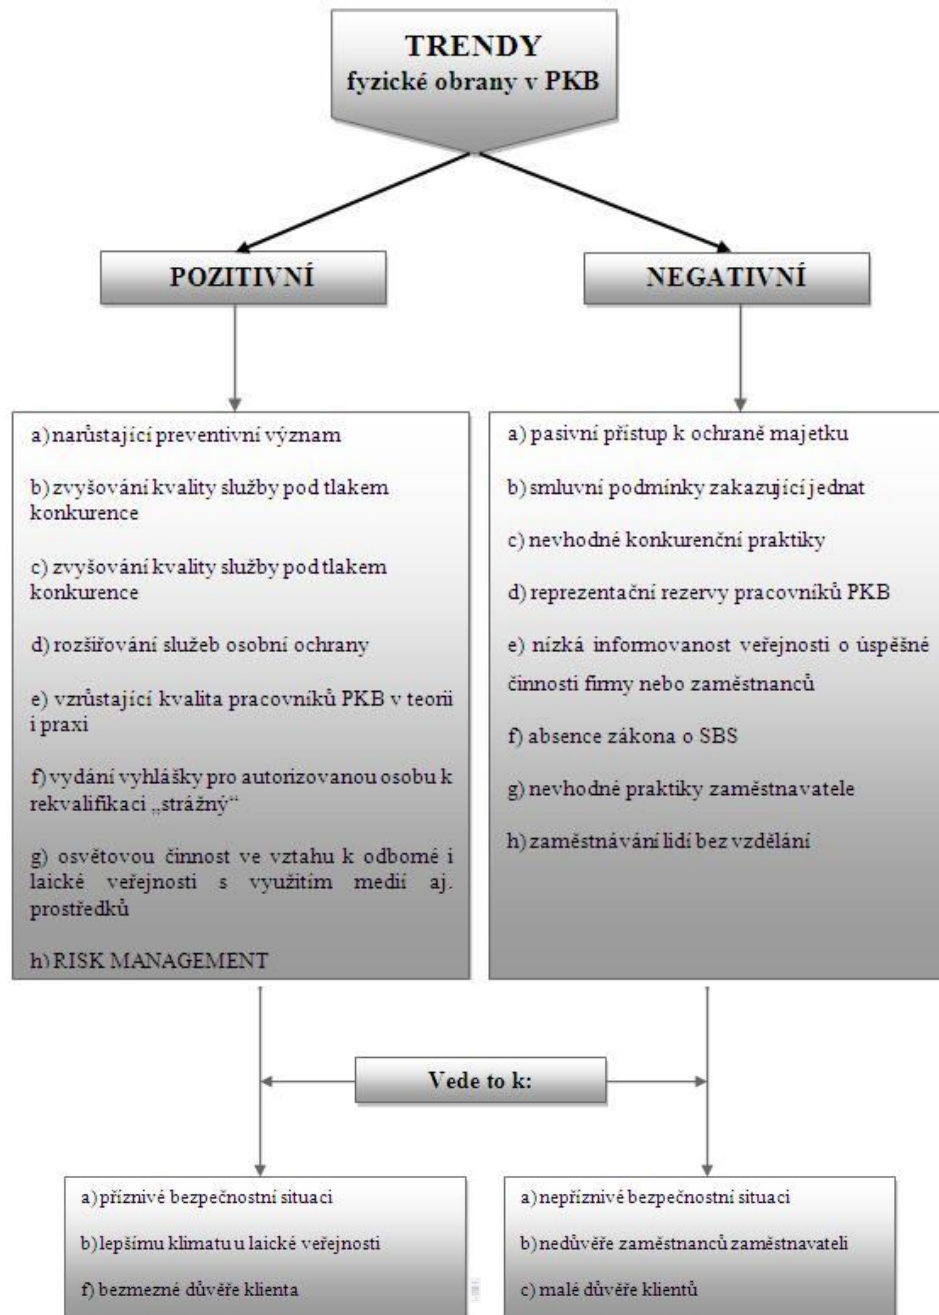 TRENDY
fyzické obrany v PKB
POZITIVNÍ
NEGATIVNÍ
a) narůstající preventivní význam
b) zvyšování kvality služby pod tlakem
konkurence
c) zvyšování kvality služby pod tlakem
konkurence
d) rozšiřování služeb osobní ochrany
e) vzrůstající kvalita pracovníků PKB v teorii
i praxi
f) vydání vyhlášky pro autorizovanou osobu k
rekvalifikaci „strážný“
g) osvětovou činnost ve vztahu k odborné i
laické veřejnosti s využitím medií aj.
prostředků
h) RISK MANAGEMENT
a) pasivní přístup k ochraně majetku
b) smluvní podmínky zakazující jednat
c) nevhodné konkurenční praktiky
d) reprezentační rezervy pracovníků PKB
e) nízká informovanost veřejnosti o úspěšné
činnosti firmy nebo zaměstnanců
f) absence zákona o SBS
g) nevhodné praktiky zaměstnavatele
h) zaměstnávání lidí bez vzdělání
Vede to k:
a) příznivé bezpečnostní situaci
b) lepšímu klimatu u laické veřejnosti
f) bezmezné důvěře klienta
a) nepříznivé bezpečnostní situaci
b) nedůvěře zaměstnanců zaměstnavateli
c) malé důvěře klientů